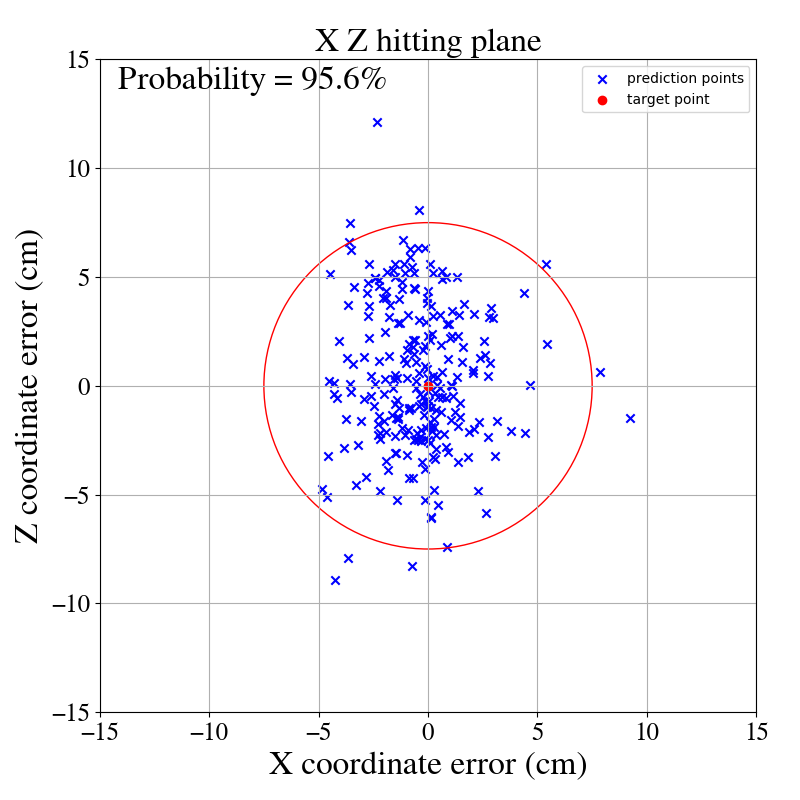 X Z hitting plane
Probability = 95.6%
prediction points
target point
Z coordinate error (cm)
15
10
5
0
−5
−10
−15
−15
−10
−5
0
5
10
15
X coordinate error (cm)